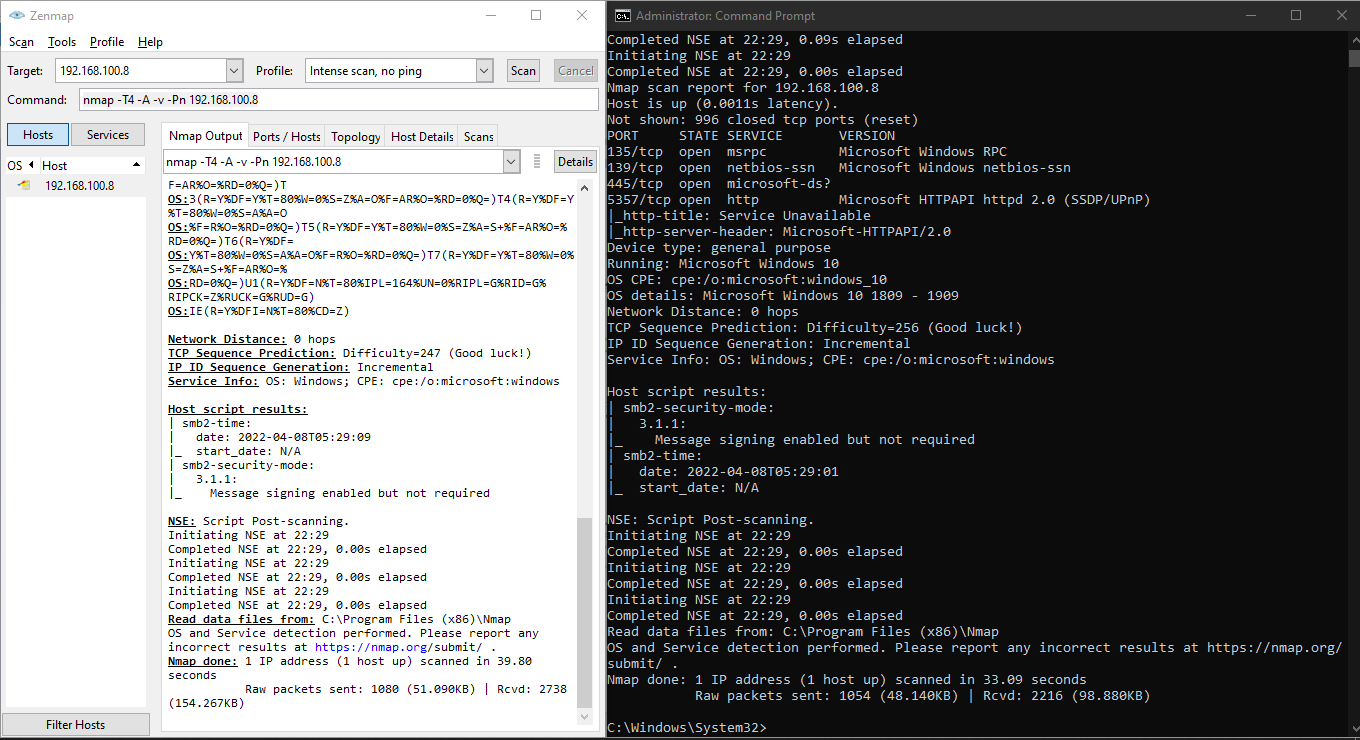 Zenmap
Scan Tools Profile Help
Target: 192.168.100.8 Profile: Intense scan, no ping Scan Cancel
Command: nmap -T4 -A -v -Pn 192.168.100.8
Hosts Services
OS Host
192.168.100.8
Filter Hosts
Nmap Output Ports / Hosts Topology Host Details Scans
nmap -T4 -A -v -Pn 192.168.100.8 Details
F=AR%O=%RD=0%Q=)T
OS:3(R=Y%DF=Y%T=80%W=0%S=Z%A=O%F=AR%O=%RD=0%Q=)T4(R=Y%DF=Y
%T=80%W=0%S=A%A=O
OS:%F=R%O=%RD=0%Q=)T5(R=Y%DF=Y%T=80%W=0%S=Z%A=S+%F=AR%O=%
RD=0%Q=)T6(R=Y%DF=
OS:Y%T=80%W=0%S=A%A=O%F=R%O=%RD=0%Q=)T7(R=Y%DF=Y%T=80%W=0%
S=Z%A=S+%F=AR%O=%
OS:RD=0%Q=)U1(R=Y%DF=N%T=80%IPL=164%UN=0%RIPL=G%RID=G%
RIPCK=Z%RUCK=G%RUD=G)
OS:IE(R=Y%DFI=N%T=80%CD=Z)
Network Distance: 0 hops
TCP Sequence Prediction: Difficulty=247 (Good luck!)
IP ID Sequence Generation: Incremental
Service Info: OS: Windows; CPE: cpe:/o:microsoft:windows
Host script results:
| smb2-time:
|   date: 2022-04-08T05:29:09
|_  start_date: N/A
| smb2-security-mode:
|   3.1.1:
|_    Message signing enabled but not required
NSE: Script Post-scanning.
Initiating NSE at 22:29
Completed NSE at 22:29, 0.00s elapsed
Initiating NSE at 22:29
Completed NSE at 22:29, 0.00s elapsed
Initiating NSE at 22:29
Completed NSE at 22:29, 0.00s elapsed
Read data files from: C:\Program Files (x86)\Nmap
OS and Service detection performed. Please report any
incorrect results at https://nmap.org/submit/ .
Nmap done: 1 IP address (1 host up) scanned in 39.80
seconds
Raw packets sent: 1080 (51.090KB) | Rcvd: 2738
(154.267KB)
Administrator: Command Prompt
Completed NSE at 22:29, 0.09s elapsed
Initiating NSE at 22:29
Completed NSE at 22:29, 0.00s elapsed
Nmap scan report for 192.168.100.8
Host is up (0.0011s latency).
Not shown: 996 closed tcp ports (reset)
PORT     STATE SERVICE       VERSION
135/tcp  open  msrpc         Microsoft Windows RPC
139/tcp  open  netbios-ssn   Microsoft Windows netbios-ssn
445/tcp  open  microsoft-ds?
5357/tcp open  http          Microsoft HTTPAPI httpd 2.0 (SSDP/UPnP)
|_http-title: Service Unavailable
|_http-server-header: Microsoft-HTTPAPI/2.0
Device type: general purpose
Running: Microsoft Windows 10
OS CPE: cpe:/o:microsoft:windows_10
OS details: Microsoft Windows 10 1809 - 1909
Network Distance: 0 hops
TCP Sequence Prediction: Difficulty=256 (Good luck!)
IP ID Sequence Generation: Incremental
Service Info: OS: Windows; CPE: cpe:/o:microsoft:windows
Host script results:
| smb2-security-mode:
|   3.1.1:
|_    Message signing enabled but not required
| smb2-time:
|   date: 2022-04-08T05:29:01
|_  start_date: N/A
NSE: Script Post-scanning.
Initiating NSE at 22:29
Completed NSE at 22:29, 0.00s elapsed
Initiating NSE at 22:29
Completed NSE at 22:29, 0.00s elapsed
Initiating NSE at 22:29
Completed NSE at 22:29, 0.00s elapsed
Read data files from: C:\Program Files (x86)\Nmap
OS and Service detection performed. Please report any incorrect results at https://nmap.org/
submit/ .
Nmap done: 1 IP address (1 host up) scanned in 33.09 seconds
Raw packets sent: 1054 (48.140KB) | Rcvd: 2216 (98.880KB)
C:\Windows\System32>